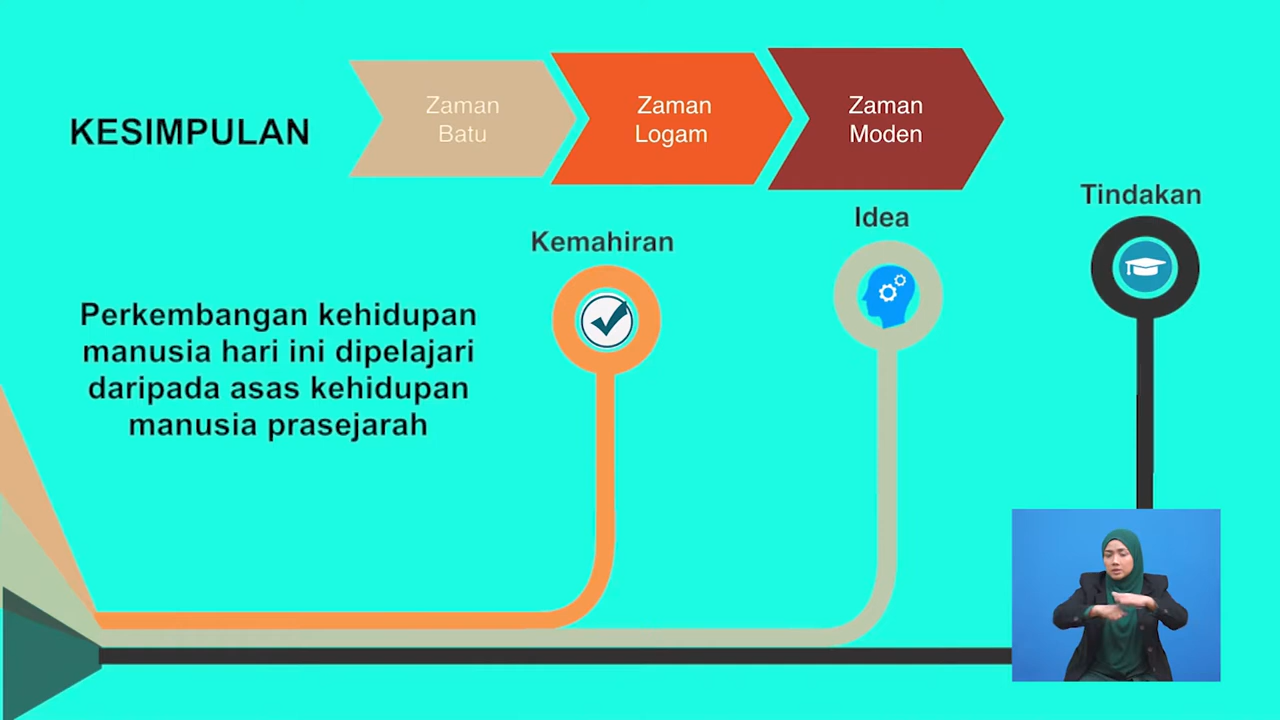 KESIMPULAN
Zaman
Batu
Zaman
Logam
Zaman
Moden
Kemahiran
Idea
Tindakan
Perkembangan kehidupan
manusia hari ini dipelajari
daripada asas kehidupan
manusia prasejarah